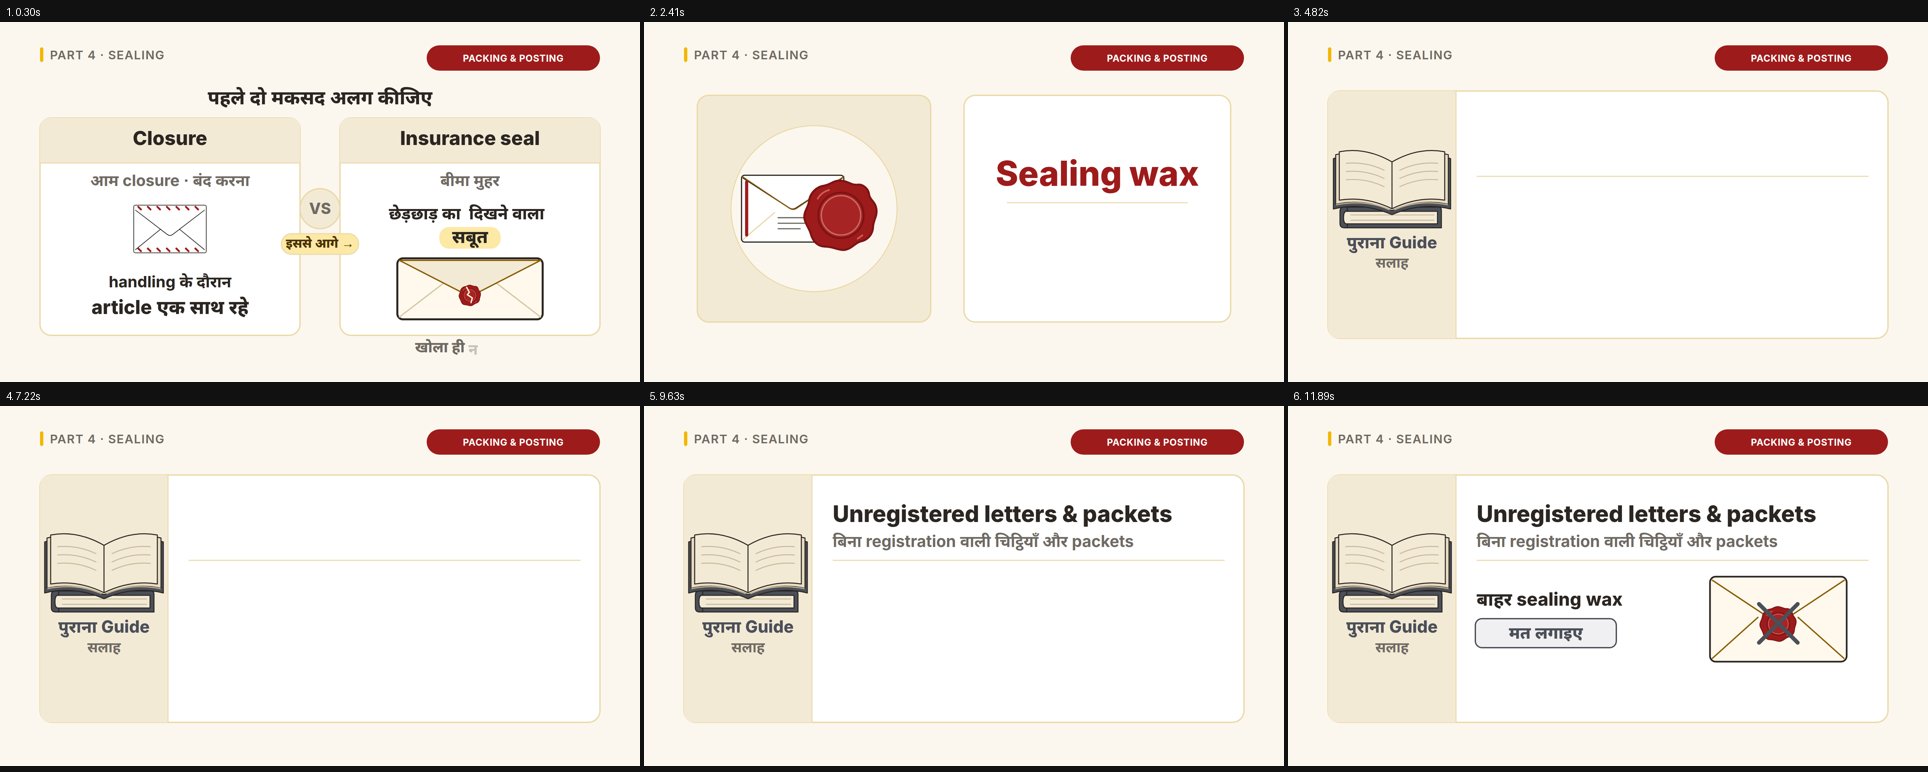 1. 0.30s
PART 4 · SEALING
PACKING & POSTING
पहले दो मकसद अलग कीजिए
Closure
आम closure · बंद करना
handling के दौरान
article एक साथ रहे
VS
इससे आगे →
Insurance seal
बीमा मुहर
छेड़छाड़ का दिखने वाला
सबूत
खोला ही न
2. 2.41s
PART 4 · SEALING
PACKING & POSTING
Sealing wax
3. 4.82s
PART 4 · SEALING
PACKING & POSTING
पुराना Guide
सलाह
4. 7.22s
PART 4 · SEALING
PACKING & POSTING
पुराना Guide
सलाह
5. 9.63s
PART 4 · SEALING
PACKING & POSTING
पुराना Guide
सलाह
Unregistered letters & packets
बिना registration वाली चिट्ठियाँ और packets
6. 11.89s
PART 4 · SEALING
PACKING & POSTING
पुराना Guide
सलाह
Unregistered letters & packets
बिना registration वाली चिट्ठियाँ और packets
बाहर sealing wax
मत लगाइए